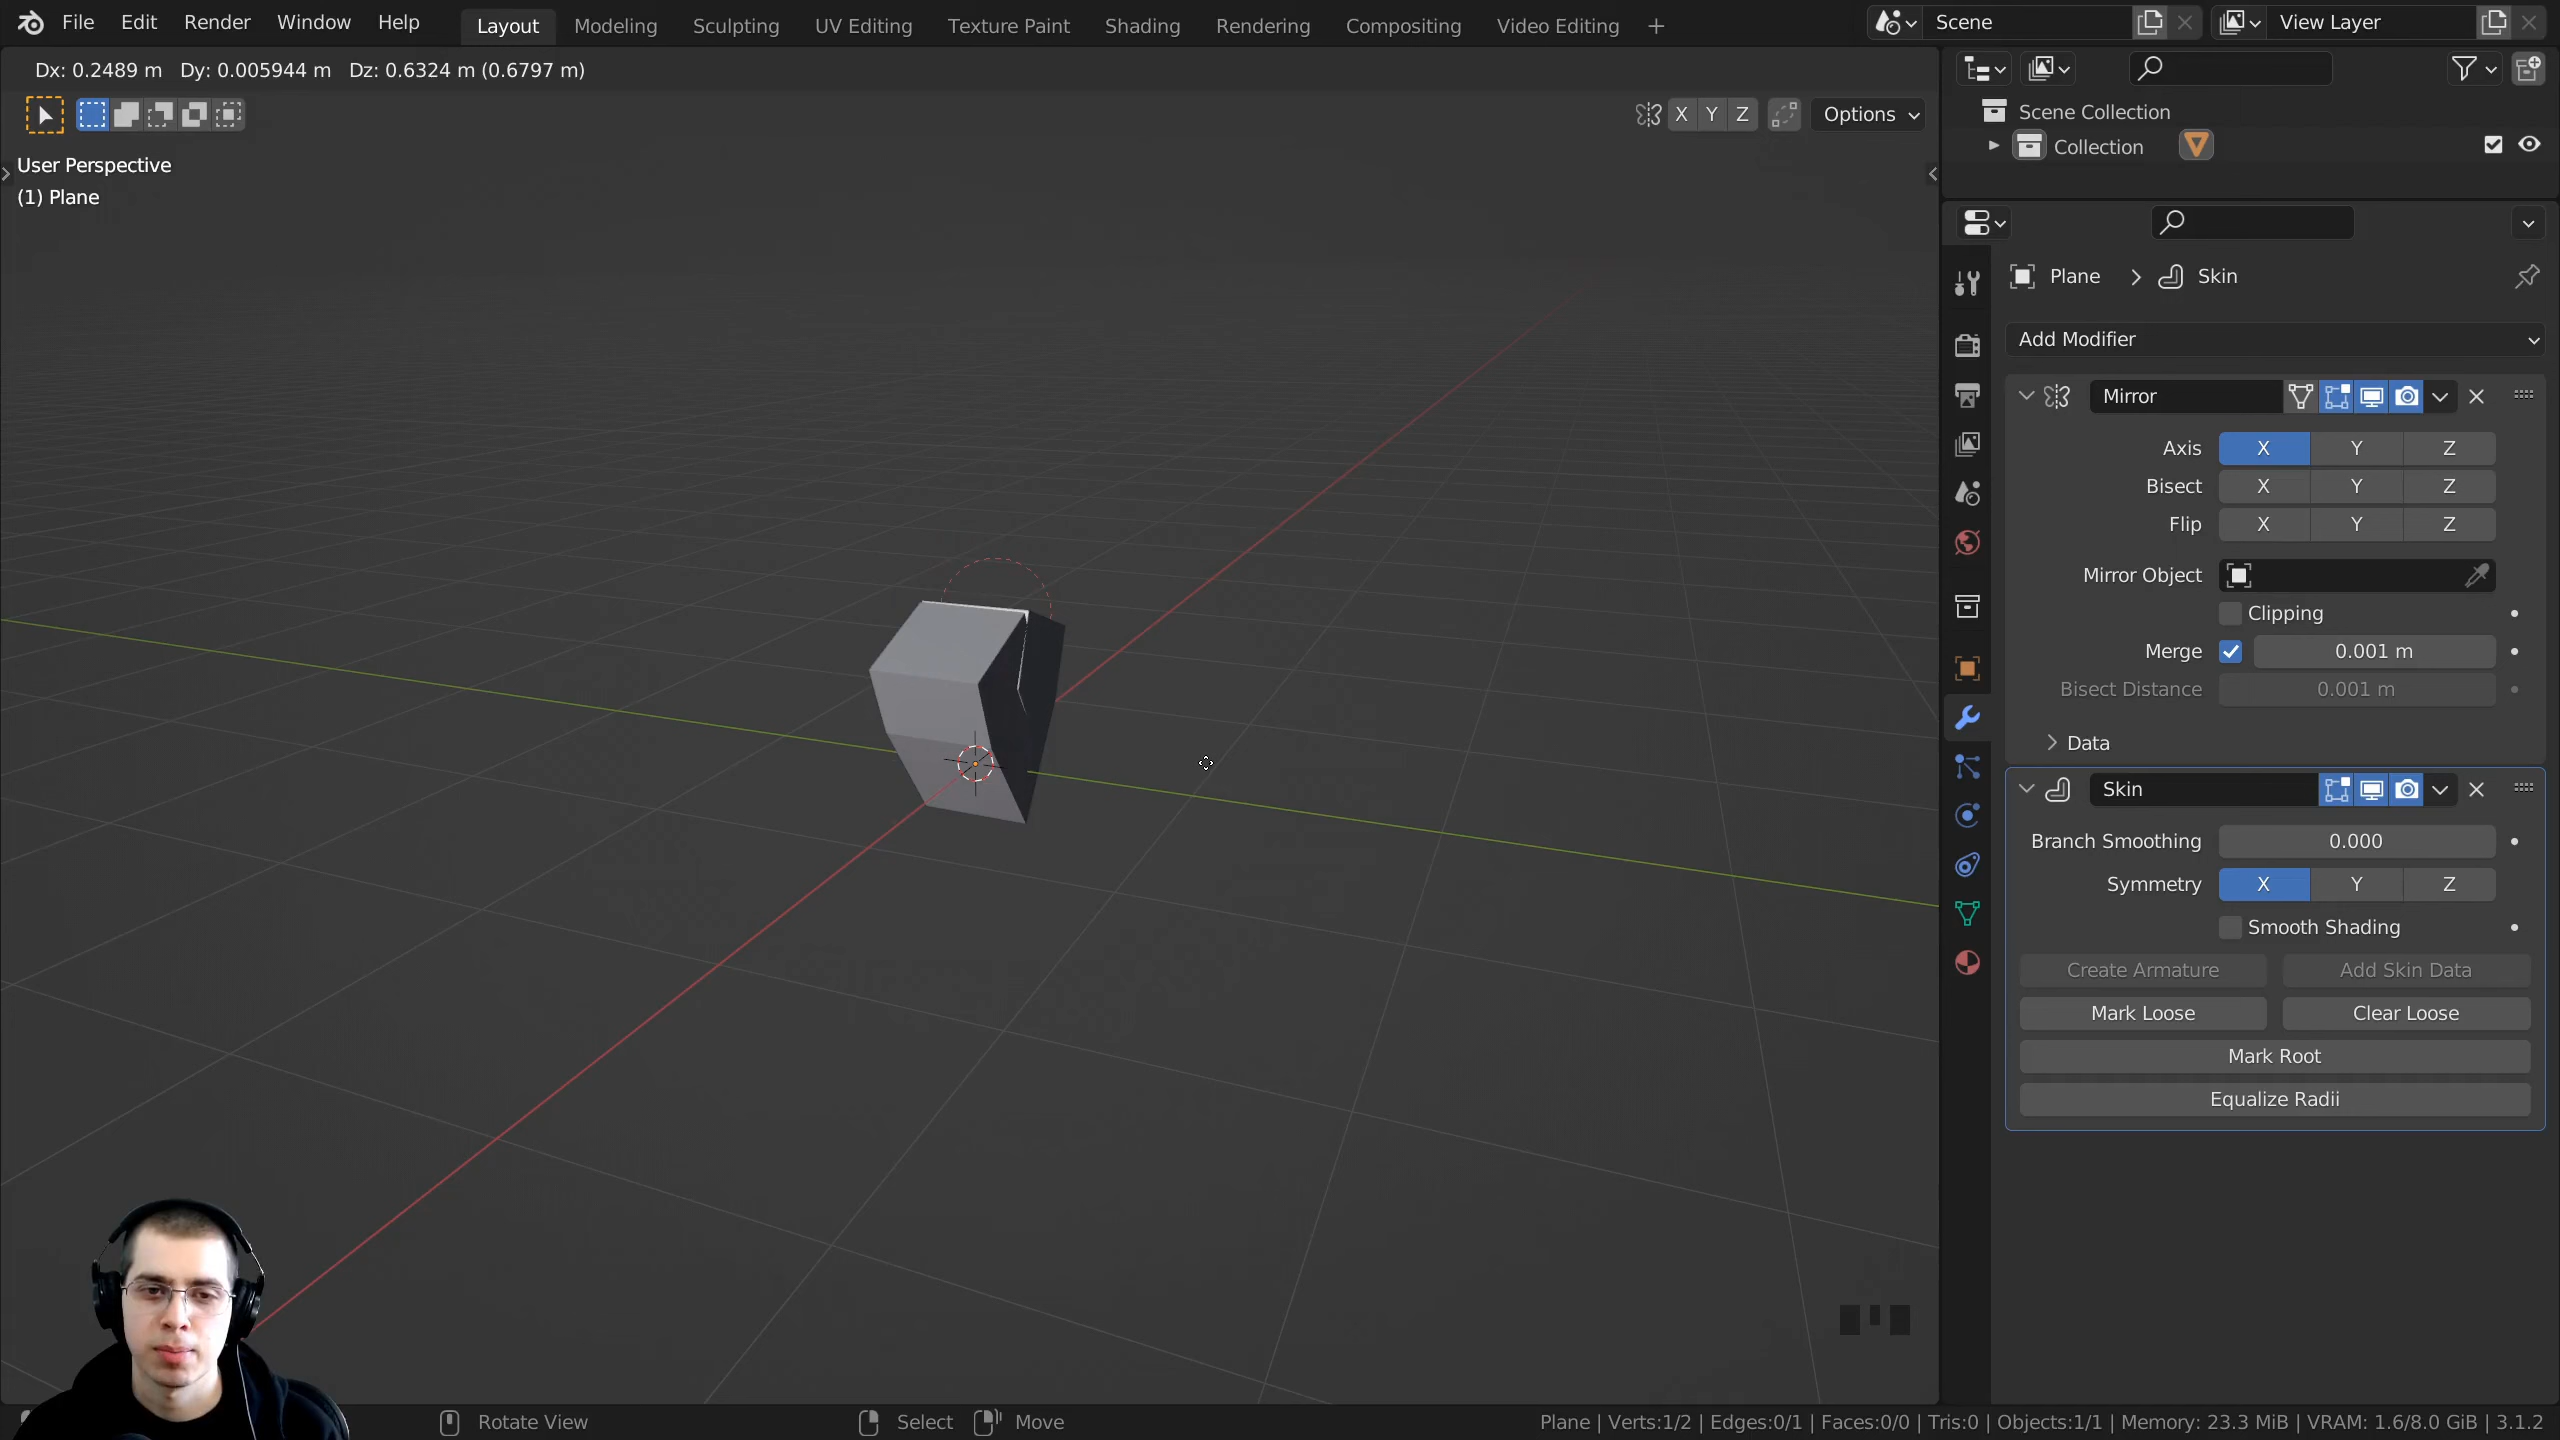 File Edit Render Window Help Layout Modeling Sculpting UV Editing Texture Paint Shading Rendering Compositing Video Editing + Scene View Layer
Dx: 0.2489 m Dy: 0.005944 m Dz: 0.6324 m (0.6797 m)
X Y Z Options
User Perspective
(1) Plane
Scene Collection
Collection
Plane > Skin
Add Modifier
Mirror
Axis X Y Z
Bisect X Y Z
Flip X Y Z
Mirror Object
Clipping
Merge 0.001 m
Bisect Distance 0.001 m
Data
Skin
Branch Smoothing 0.000
Symmetry X Y Z
Smooth Shading
Create Armature Add Skin Data
Mark Loose Clear Loose
Mark Root
Equalize Radii
Rotate View Select Move Plane | Verts:1/2 | Edges:0/1 | Faces:0/0 | Tris:0 | Objects:1/1 | Memory: 23.3 MiB | VRAM: 1.6/8.0 GiB | 3.1.2